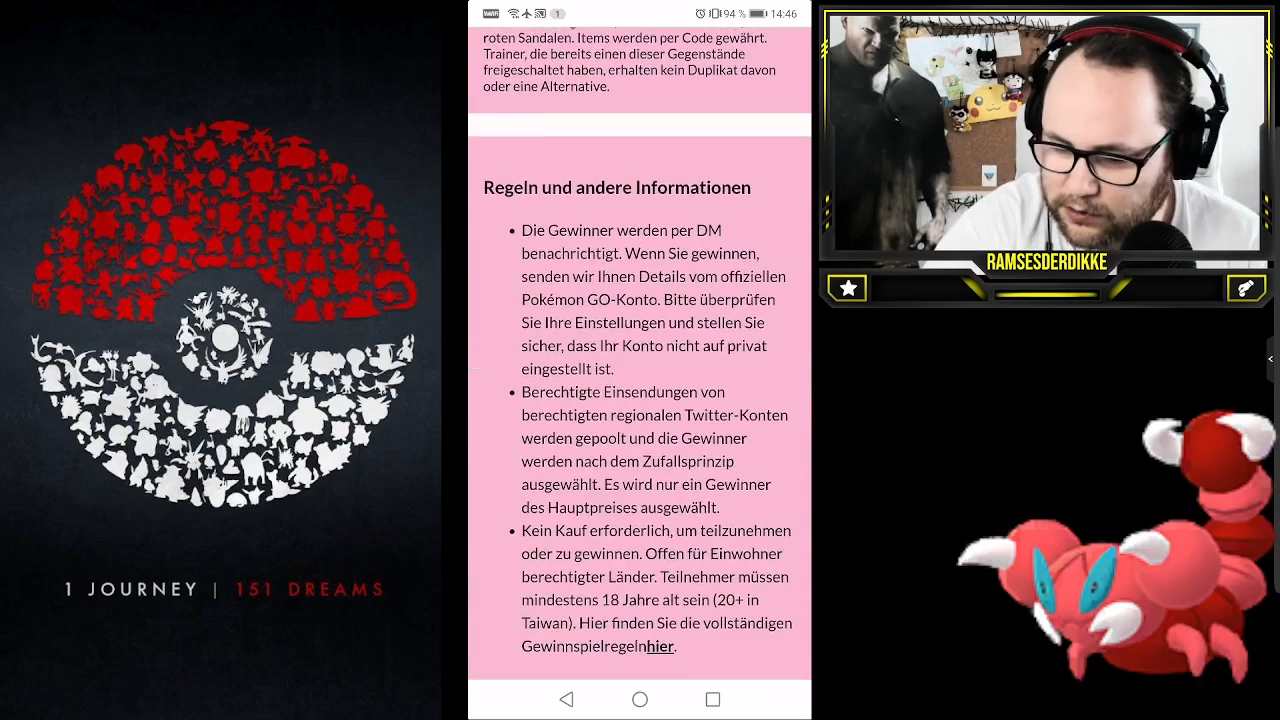 1 JOURNEY | 151 DREAMS
VoWiFi
1
94 %
14:46
roten Sandalen. Items werden per Code gewährt.
Trainer, die bereits einen dieser Gegenstände
freigeschaltet haben, erhalten kein Duplikat davon
oder eine Alternative.
Regeln und andere Informationen
• Die Gewinner werden per DM
benachrichtigt. Wenn Sie gewinnen,
senden wir Ihnen Details vom offiziellen
Pokémon GO-Konto. Bitte überprüfen
Sie Ihre Einstellungen und stellen Sie
sicher, dass Ihr Konto nicht auf privat
eingestellt ist.
• Berechtigte Einsendungen von
berechtigten regionalen Twitter-Konten
werden gepoolt und die Gewinner
werden nach dem Zufallsprinzip
ausgewählt. Es wird nur ein Gewinner
des Hauptpreises ausgewählt.
• Kein Kauf erforderlich, um teilzunehmen
oder zu gewinnen. Offen für Einwohner
berechtigter Länder. Teilnehmer müssen
mindestens 18 Jahre alt sein (20+ in
Taiwan). Hier finden Sie die vollständigen
Gewinnspielregelnhier.
RAMSESDERDIKKE